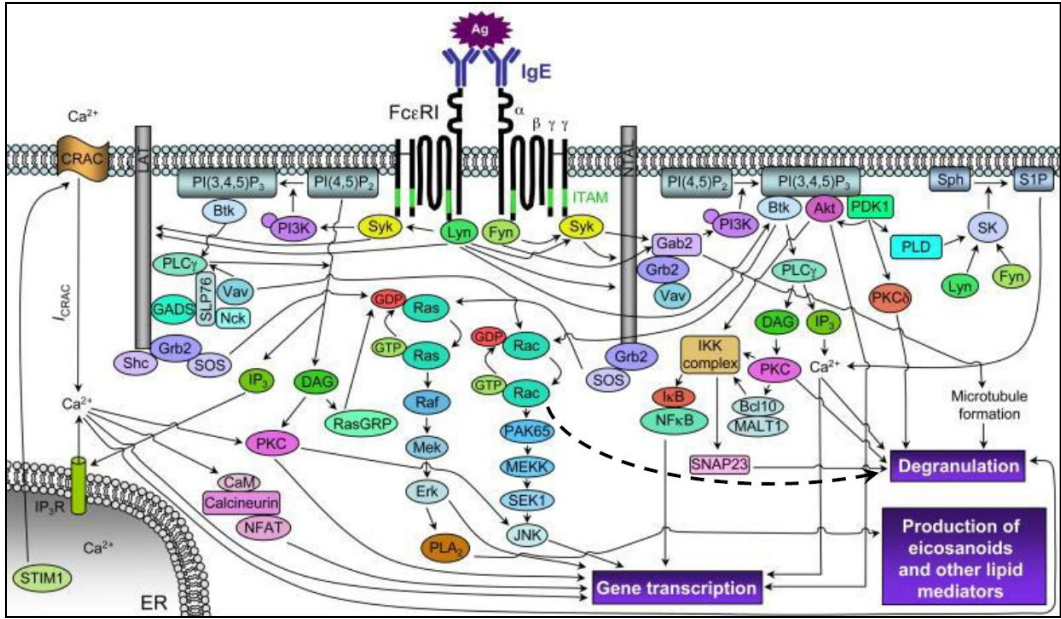 Ag
IgE
FcεRI
α
β γ γ
ITAM
Ca²⁺
CRAC
LAT
NTAL
PI(3,4,5)P₃
PI(4,5)P₂
PI(4,5)P₂
PI(3,4,5)P₃
Sph
S1P
Btk
PI3K
Syk
Lyn
Fyn
Syk
Gab2
PI3K
Btk
Akt
PDK1
SK
PLD
Grb2
Vav
PLCγ
Lyn
Fyn
PLCγ
SLP76
Vav
GADS
Nck
PKCδ
I CRAC
GDP
Ras
GDP
Rac
DAG
IP₃
Shc
Grb2
SOS
GTP
Ras
IKK
complex
Grb2
SOS
PKC
Ca²⁺
IP₃
DAG
GTP
Rac
IκB
NFκB
Bcl10
MALT1
Microtubule
formation
Ca²⁺
RasGRP
Raf
PAK65
PKC
Mek
MEKK
SNAP23
Degranulation
IP₃R
CaM
Calcineurin
NFAT
Erk
SEK1
JNK
PLA₂
Ca²⁺
STIM1
ER
Gene transcription
Production of
eicosanoids
and other lipid
mediators